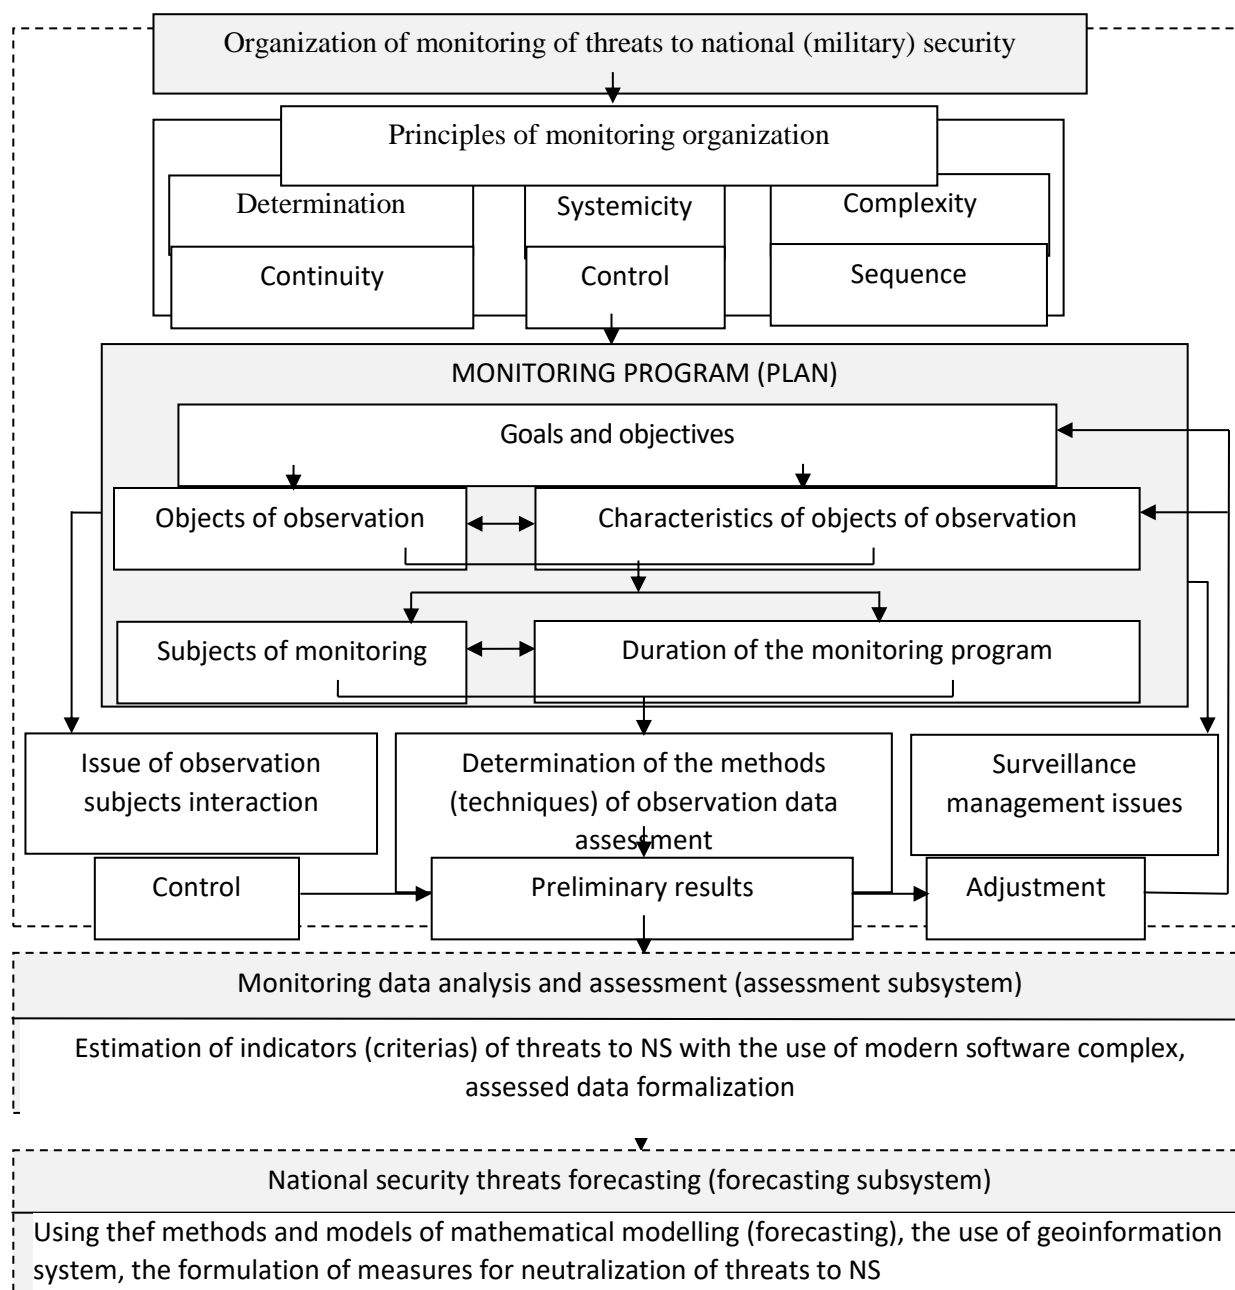 Organization of monitoring of threats to national (military) security
Principles of monitoring organization
Determination
Systemicity
Complexity
Continuity
Control
Sequence
MONITORING PROGRAM (PLAN)
Goals and objectives
Objects of observation
Characteristics of objects of observation
Subjects of monitoring
Duration of the monitoring program
Issue of observation
subjects interaction
Determination of the methods
(techniques) of observation data
assessment
Surveillance
management issues
Control
Preliminary results
Adjustment
Monitoring data analysis and assessment (assessment subsystem)
Estimation of indicators (criterias) of threats to NS with the use of modern software complex,
assessed data formalization
National security threats forecasting (forecasting subsystem)
Using thef methods and models of mathematical modelling (forecasting), the use of geoinformation
system, the formulation of measures for neutralization of threats to NS